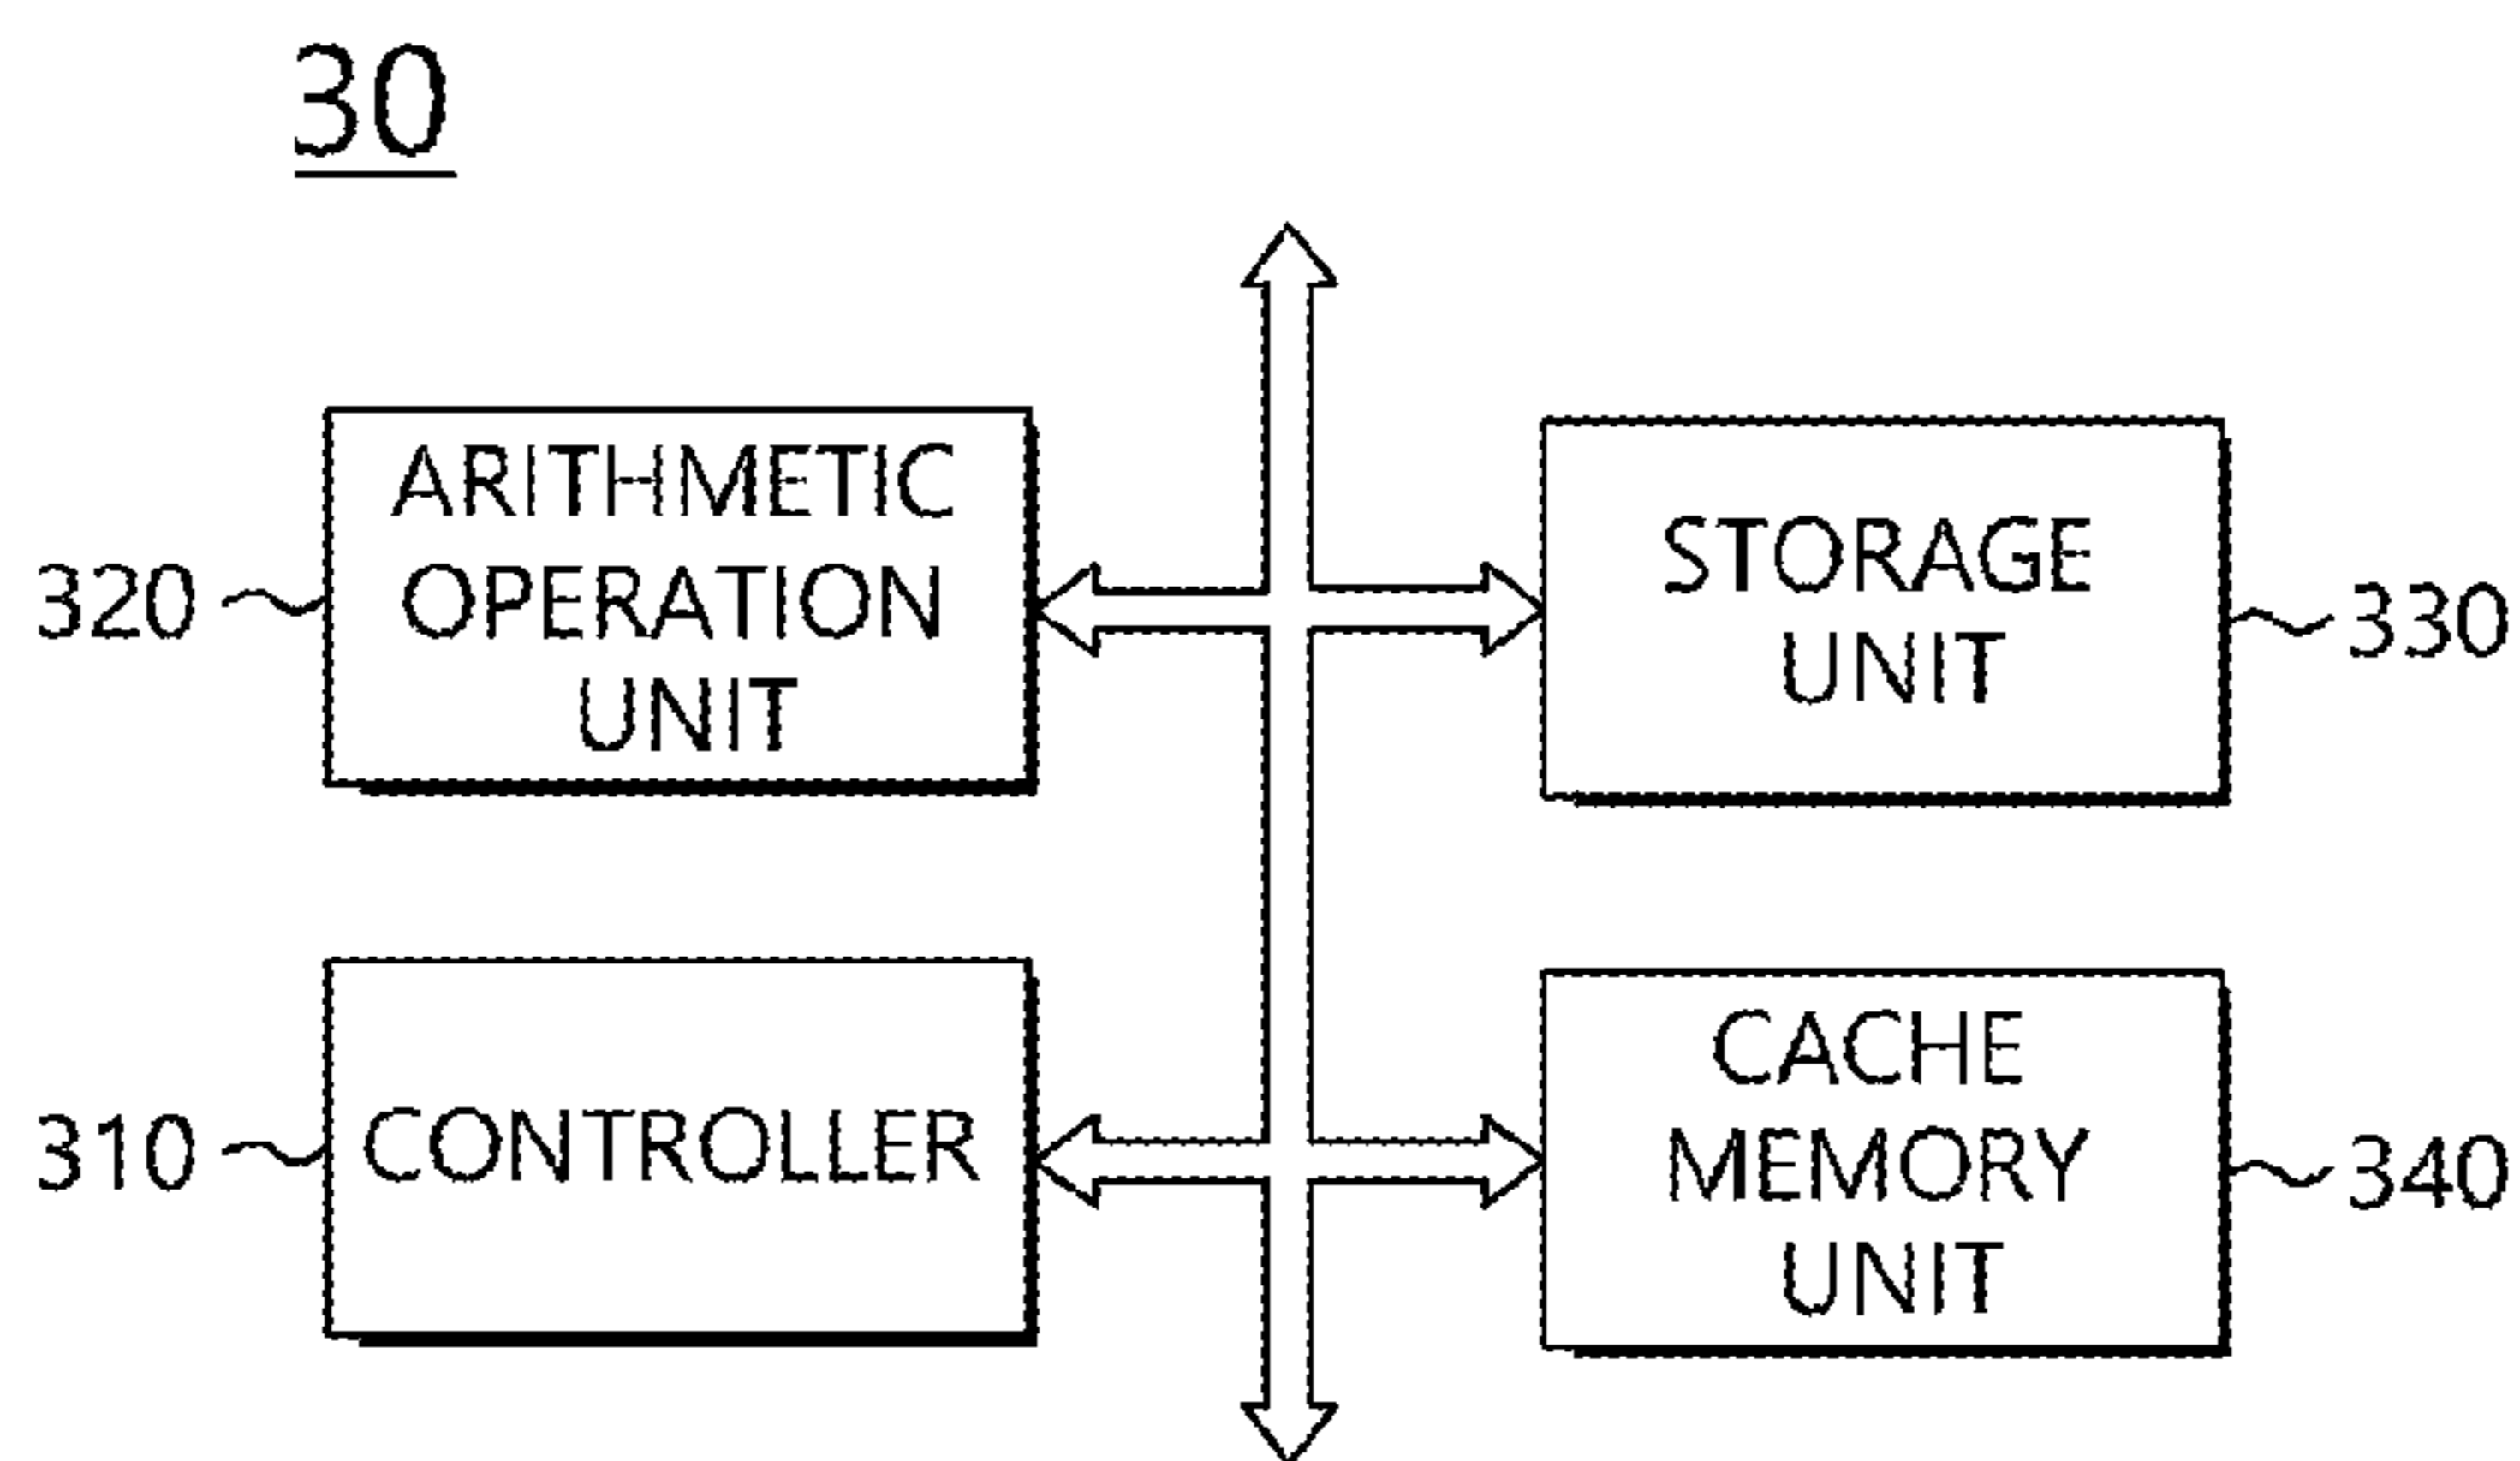 30
ARITHMETIC
OPERATION
UNIT
320
STORAGE
UNIT
330
CONTROLLER
310
CACHE
MEMORY
UNIT
340